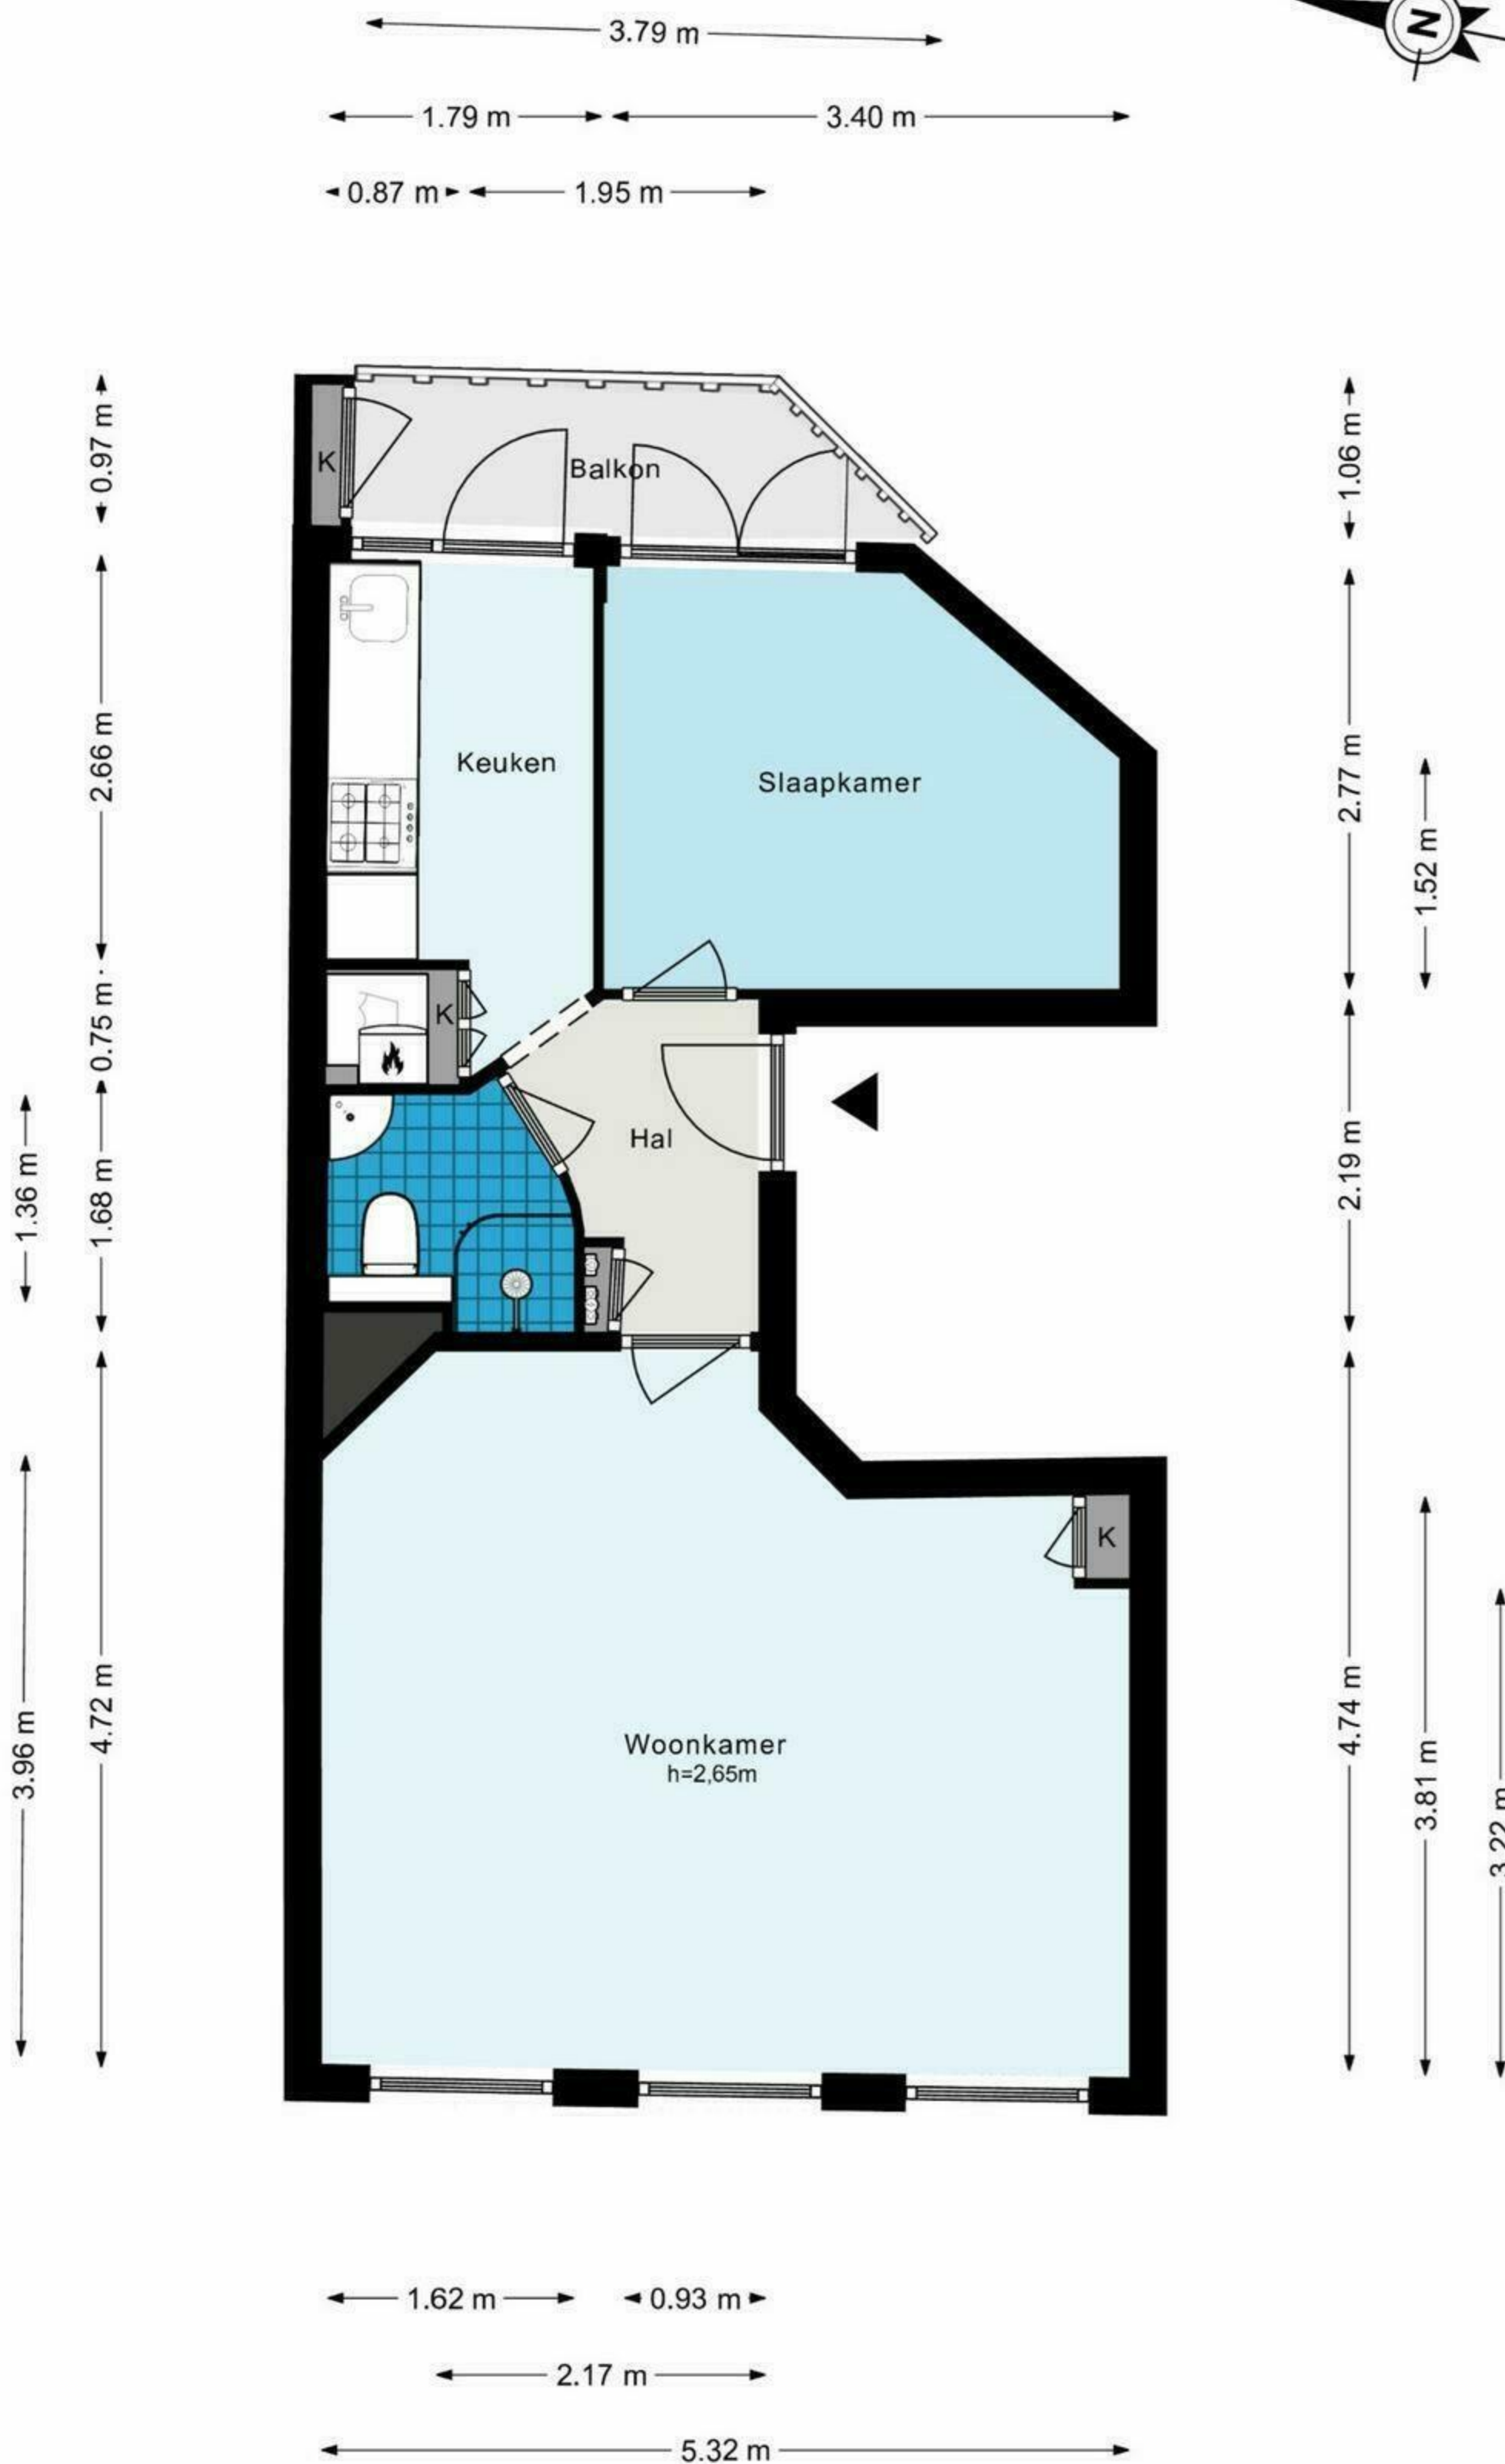 3.79 m
N
1.79 m
3.40 m
0.87 m
1.95 m
0.97 m
1.06 m
K
Balkon
2.66 m
Keuken
Slaapkamer
2.77 m
1.52 m
0.75 m
K
Hal
1.36 m
1.68 m
2.19 m
K
3.96 m
4.72 m
Woonkamer
h=2,65m
4.74 m
3.81 m
3.22 m
1.62 m
0.93 m
2.17 m
5.32 m